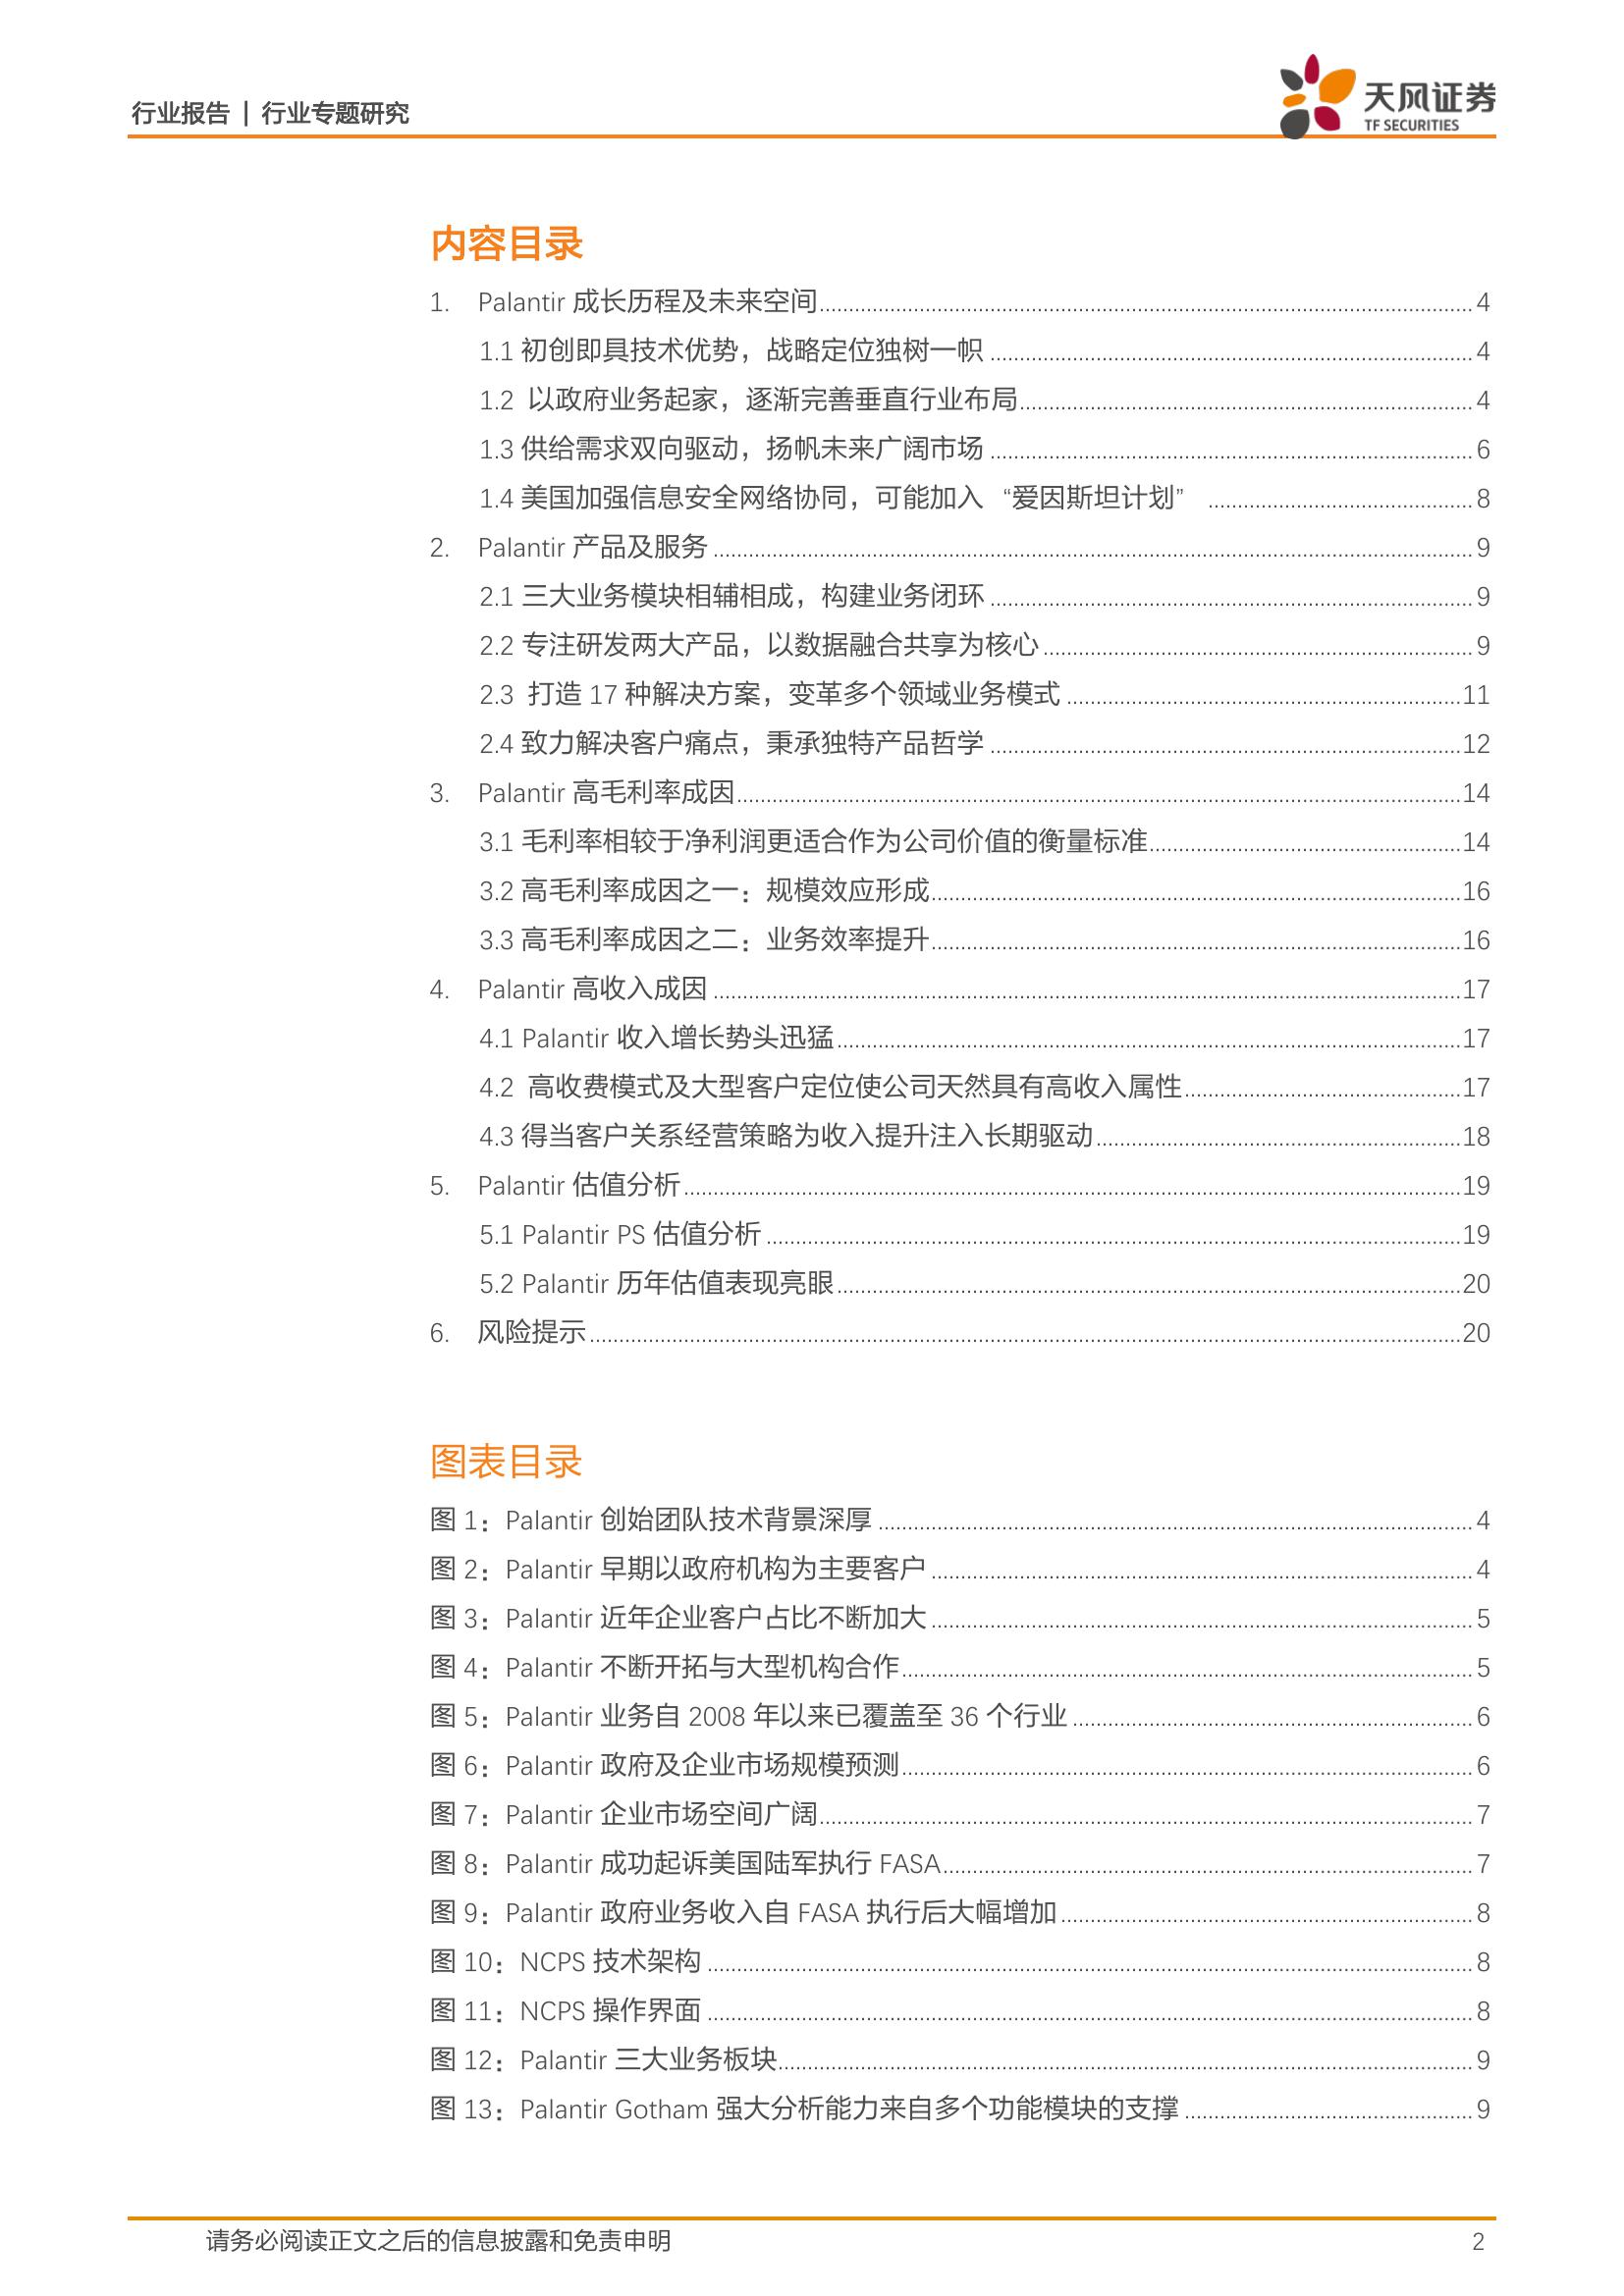 行业报告 | 行业专题研究
天风证券
TF SECURITIES
内容目录
1. Palantir 成长历程及未来空间 4
1.1 初创即具技术优势，战略定位独树一帜 4
1.2 以政府业务起家，逐渐完善垂直行业布局 4
1.3 供给需求双向驱动，扬帆未来广阔市场 6
1.4 美国加强信息安全网络协同，可能加入 “爱因斯坦计划” 8
2. Palantir 产品及服务 9
2.1 三大业务模块相辅相成，构建业务闭环 9
2.2 专注研发两大产品，以数据融合共享为核心 9
2.3 打造 17 种解决方案，变革多个领域业务模式 11
2.4 致力解决客户痛点，秉承独特产品哲学 12
3. Palantir 高毛利率成因 14
3.1 毛利率相较于净利润更适合作为公司价值的衡量标准 14
3.2 高毛利率成因之一：规模效应形成 16
3.3 高毛利率成因之二：业务效率提升 16
4. Palantir 高收入成因 17
4.1 Palantir 收入增长势头迅猛 17
4.2 高收费模式及大型客户定位使公司天然具有高收入属性 17
4.3 得当客户关系经营策略为收入提升注入长期驱动 18
5. Palantir 估值分析 19
5.1 Palantir PS 估值分析 19
5.2 Palantir 历年估值表现亮眼 20
6. 风险提示 20
图表目录
图 1：Palantir 创始团队技术背景深厚 4
图 2：Palantir 早期以政府机构为主要客户 4
图 3：Palantir 近年企业客户占比不断加大 5
图 4：Palantir 不断开拓与大型机构合作 5
图 5：Palantir 业务自 2008 年以来已覆盖至 36 个行业 6
图 6：Palantir 政府及企业市场规模预测 6
图 7：Palantir 企业市场空间广阔 7
图 8：Palantir 成功起诉美国陆军执行 FASA 7
图 9：Palantir 政府业务收入自 FASA 执行后大幅增加 8
图 10：NCPS 技术架构 8
图 11：NCPS 操作界面 8
图 12：Palantir 三大业务板块 9
图 13：Palantir Gotham 强大分析能力来自多个功能模块的支撑 9
请务必阅读正文之后的信息披露和免责申明 2